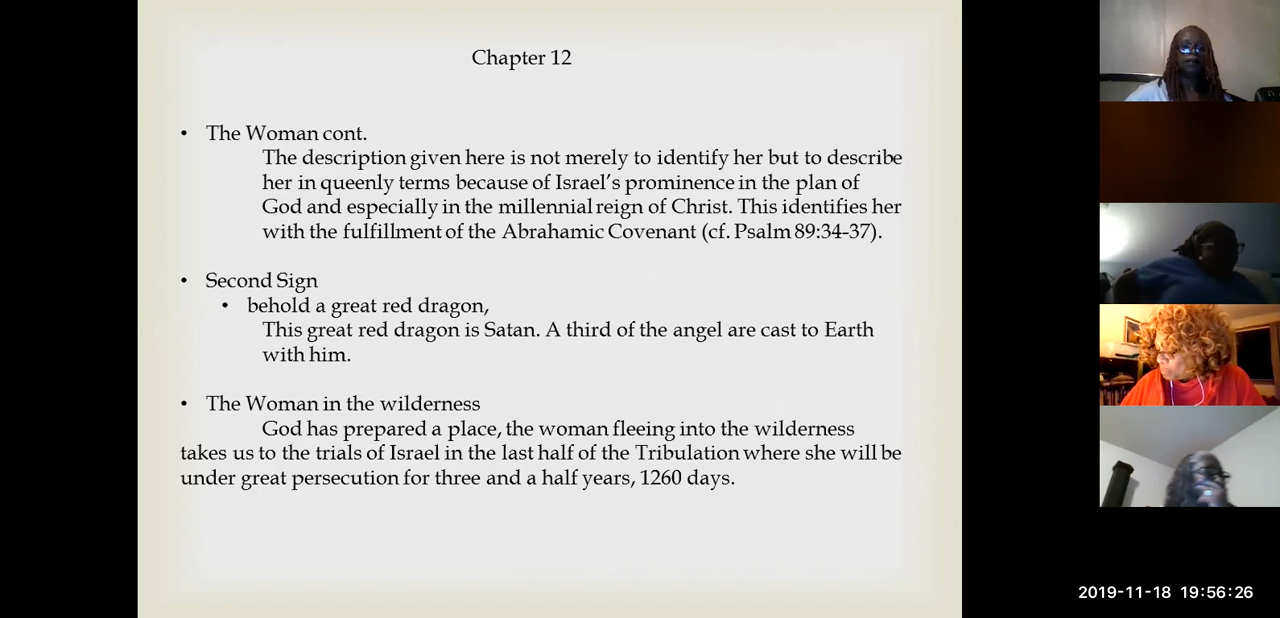 Chapter 12
• The Woman cont.
The description given here is not merely to identify her but to describe
her in queenly terms because of Israel's prominence in the plan of
God and especially in the millennial reign of Christ. This identifies her
with the fulfillment of the Abrahamic Covenant (cf. Psalm 89:34-37).
• Second Sign
• behold a great red dragon,
This great red dragon is Satan. A third of the angel are cast to Earth
with him.
• The Woman in the wilderness
God has prepared a place, the woman fleeing into the wilderness
takes us to the trials of Israel in the last half of the Tribulation where she will be
under great persecution for three and a half years, 1260 days.
2019-11-18 19:56:26